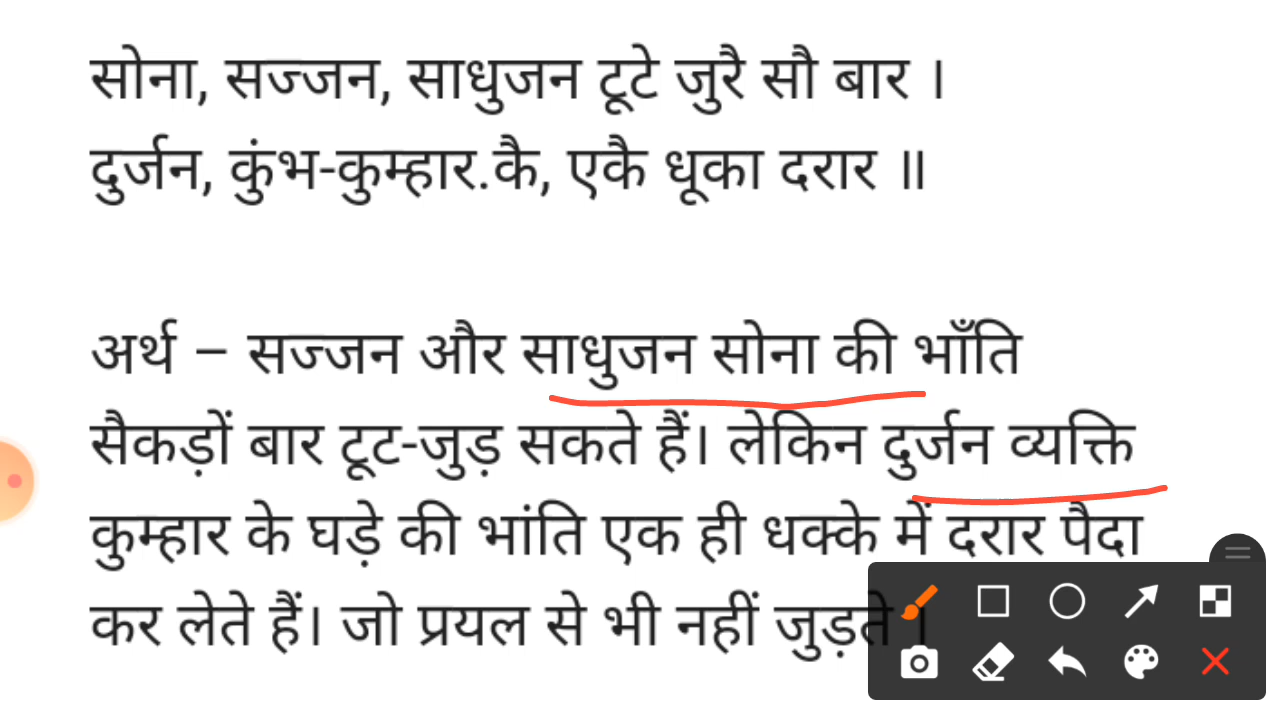 सोना, सज्जन, साधुजन टूटे जुरै सौ बार ।
दुर्जन, कुंभ-कुम्हार.कै, एकै धूका दरार ॥
अर्थ – सज्जन और साधुजन सोना की भाँति
सैकड़ों बार टूट-जुड़ सकते हैं। लेकिन दुर्जन व्यक्ति
कुम्हार के घड़े की भांति एक ही धक्के में दरार पैदा
कर लेते हैं। जो प्रयल से भी नहीं जुड़ते ।